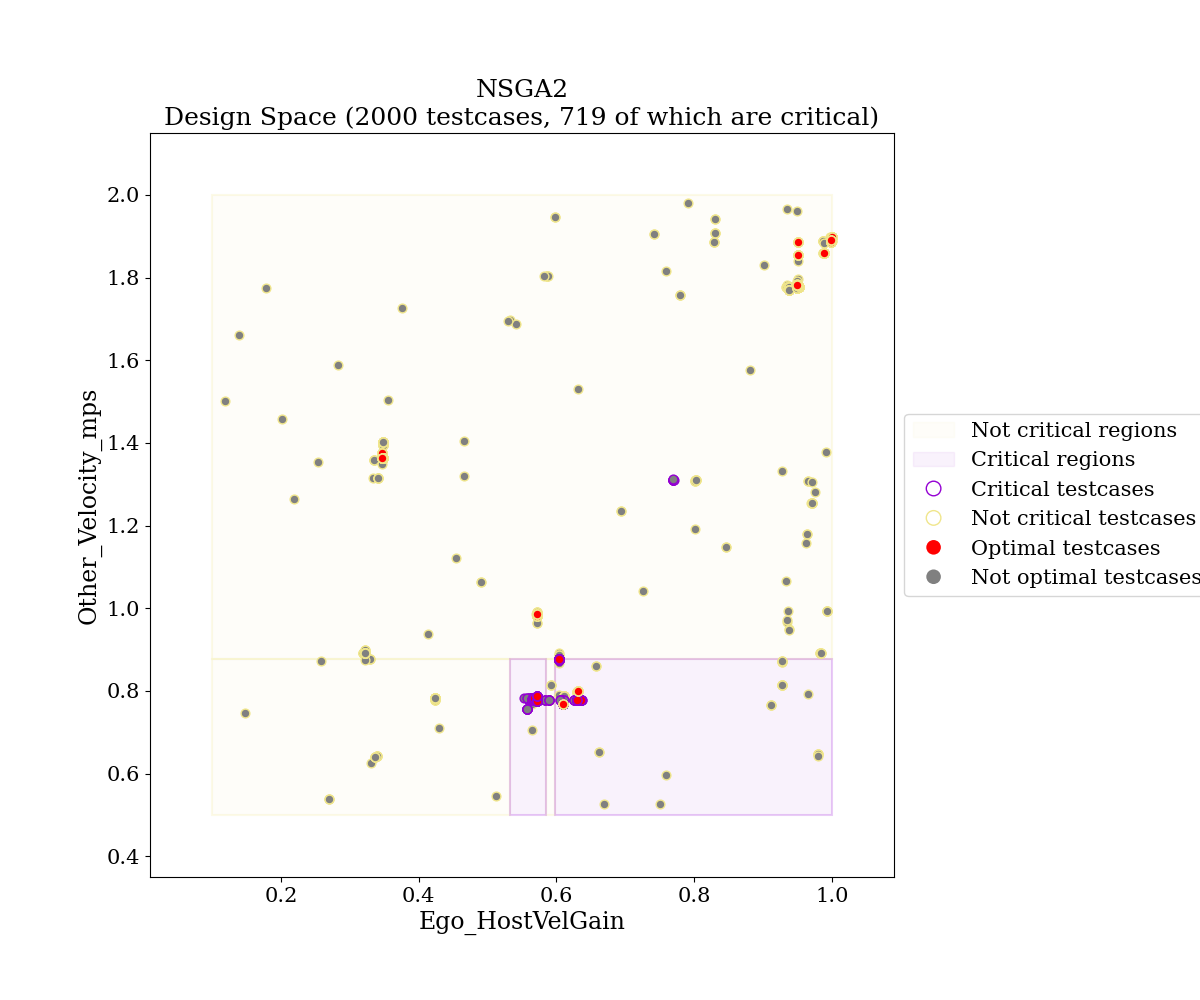 NSGA2
Design Space (2000 testcases, 719 of which are critical)
2.0
1.8
1.6
1.4
1.2
1.0
0.8
0.6
0.4
Other_Velocity_mps
0.2
0.4
0.6
0.8
1.0
Ego_HostVelGain
Not critical regions
Critical regions
Critical testcases
Not critical testcases
Optimal testcases
Not optimal testcases